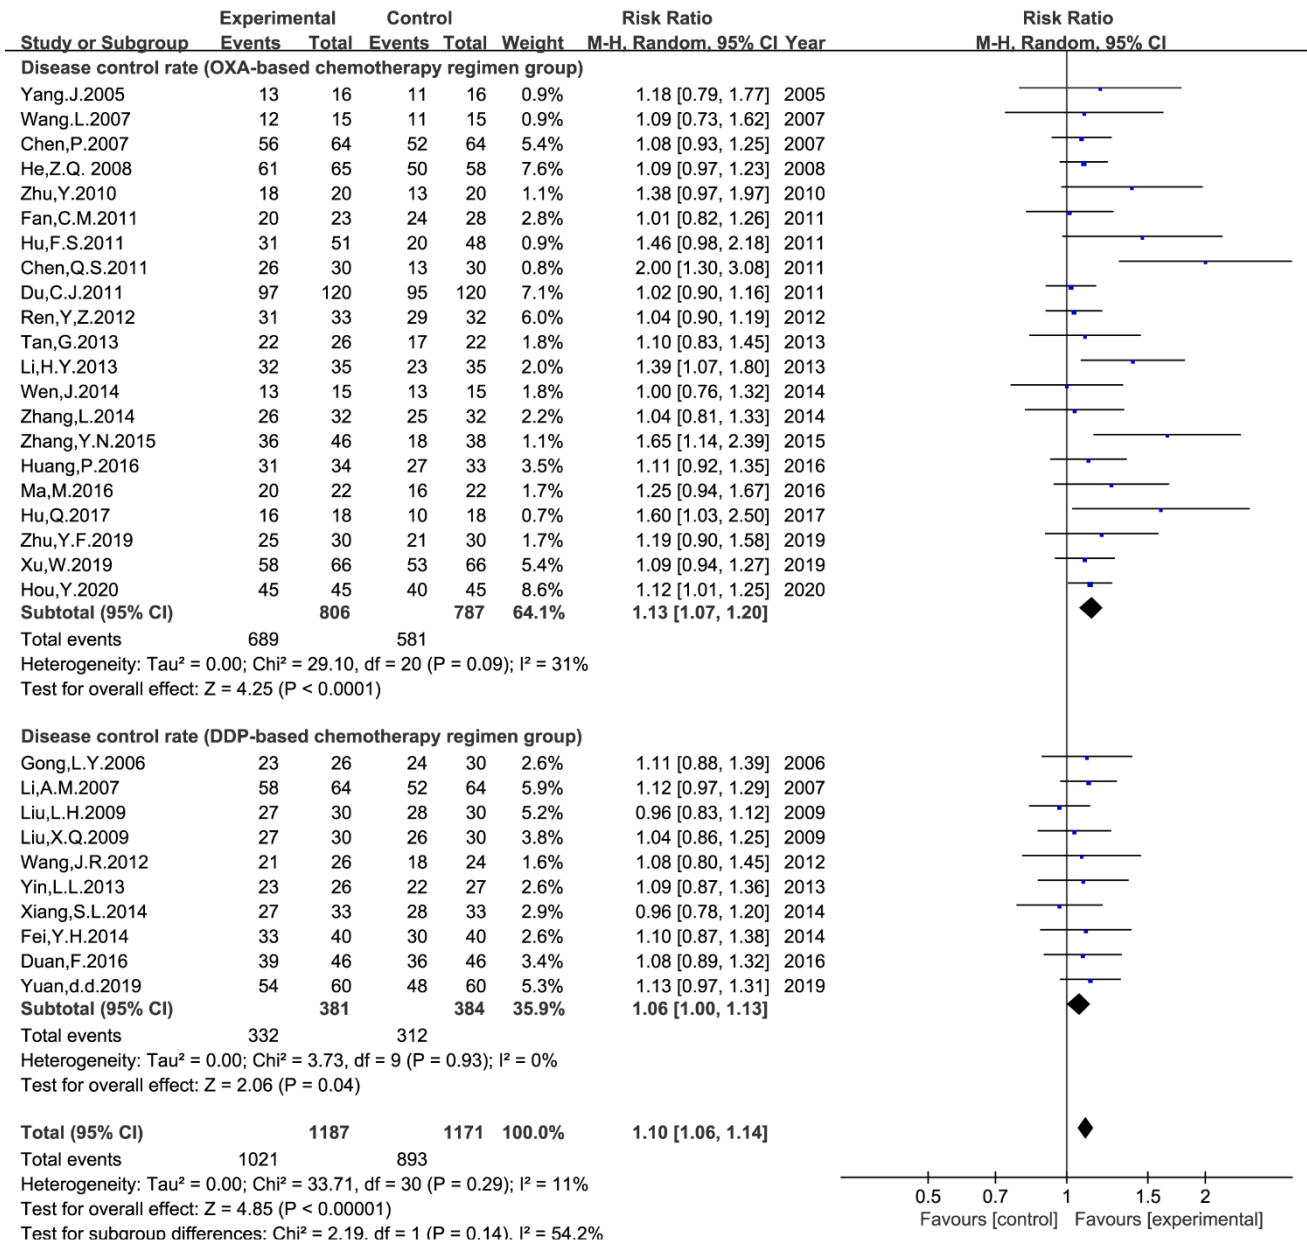 Experimental Control Risk Ratio Risk Ratio
Study or Subgroup Events Total Events Total Weight M-H, Random, 95% CI Year M-H, Random, 95% CI
Disease control rate (OXA-based chemotherapy regimen group)
Yang.J.2005 13 16 11 16 0.9% 1.18 [0.79, 1.77] 2005
Wang.L.2007 12 15 11 15 0.9% 1.09 [0.73, 1.62] 2007
Chen,P.2007 56 64 52 64 5.4% 1.08 [0.93, 1.25] 2007
He,Z.Q. 2008 61 65 50 58 7.6% 1.09 [0.97, 1.23] 2008
Zhu,Y.2010 18 20 13 20 1.1% 1.38 [0.97, 1.97] 2010
Fan,C.M.2011 20 23 24 28 2.8% 1.01 [0.82, 1.26] 2011
Hu,F.S.2011 31 51 20 48 0.9% 1.46 [0.98, 2.18] 2011
Chen,Q.S.2011 26 30 13 30 0.8% 2.00 [1.30, 3.08] 2011
Du,C.J.2011 97 120 95 120 7.1% 1.02 [0.90, 1.16] 2011
Ren,Y,Z.2012 31 33 29 32 6.0% 1.04 [0.90, 1.19] 2012
Tan,G.2013 22 26 17 22 1.8% 1.10 [0.83, 1.45] 2013
Li,H.Y.2013 32 35 23 35 2.0% 1.39 [1.07, 1.80] 2013
Wen,J.2014 13 15 13 15 1.8% 1.00 [0.76, 1.32] 2014
Zhang,L.2014 26 32 25 32 2.2% 1.04 [0.81, 1.33] 2014
Zhang,Y.N.2015 36 46 18 38 1.1% 1.65 [1.14, 2.39] 2015
Huang,P.2016 31 34 27 33 3.5% 1.11 [0.92, 1.35] 2016
Ma,M.2016 20 22 16 22 1.7% 1.25 [0.94, 1.67] 2016
Hu,Q.2017 16 18 10 18 0.7% 1.60 [1.03, 2.50] 2017
Zhu,Y.F.2019 25 30 21 30 1.7% 1.19 [0.90, 1.58] 2019
Xu,W.2019 58 66 53 66 5.4% 1.09 [0.94, 1.27] 2019
Hou,Y.2020 45 45 40 45 8.6% 1.12 [1.01, 1.25] 2020
Subtotal (95% CI) 806 787 64.1% 1.13 [1.07, 1.20]
Total events 689 581
Heterogeneity: Tau² = 0.00; Chi² = 29.10, df = 20 (P = 0.09); I² = 31%
Test for overall effect: Z = 4.25 (P < 0.0001)
Disease control rate (DDP-based chemotherapy regimen group)
Gong,L.Y.2006 23 26 24 30 2.6% 1.11 [0.88, 1.39] 2006
Li,A.M.2007 58 64 52 64 5.9% 1.12 [0.97, 1.29] 2007
Liu,L.H.2009 27 30 28 30 5.2% 0.96 [0.83, 1.12] 2009
Liu,X.Q.2009 27 30 26 30 3.8% 1.04 [0.86, 1.25] 2009
Wang,J.R.2012 21 26 18 24 1.6% 1.08 [0.80, 1.45] 2012
Yin,L.L.2013 23 26 22 27 2.6% 1.09 [0.87, 1.36] 2013
Xiang,S.L.2014 27 33 28 33 2.9% 0.96 [0.78, 1.20] 2014
Fei,Y.H.2014 33 40 30 40 2.6% 1.10 [0.87, 1.38] 2014
Duan,F.2016 39 46 36 46 3.4% 1.08 [0.89, 1.32] 2016
Yuan,d.d.2019 54 60 48 60 5.3% 1.13 [0.97, 1.31] 2019
Subtotal (95% CI) 381 384 35.9% 1.06 [1.00, 1.13]
Total events 332 312
Heterogeneity: Tau² = 0.00; Chi² = 3.73, df = 9 (P = 0.93); I² = 0%
Test for overall effect: Z = 2.06 (P = 0.04)
Total (95% CI) 1187 1171 100.0% 1.10 [1.06, 1.14]
Total events 1021 893
Heterogeneity: Tau² = 0.00; Chi² = 33.71, df = 30 (P = 0.29); I² = 11%
Test for overall effect: Z = 4.85 (P < 0.00001)
Test for subgroup differences: Chi² = 2.19, df = 1 (P = 0.14), I² = 54.2%
0.5 0.7 1 1.5 2
Favours [control] Favours [experimental]